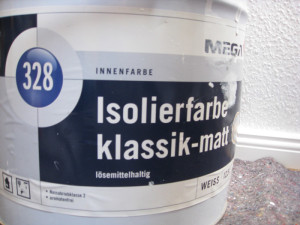 MEGA
328
INNENFARBE
Isolierfarbe
klassik-matt
lösemittelhaltig
WEISS